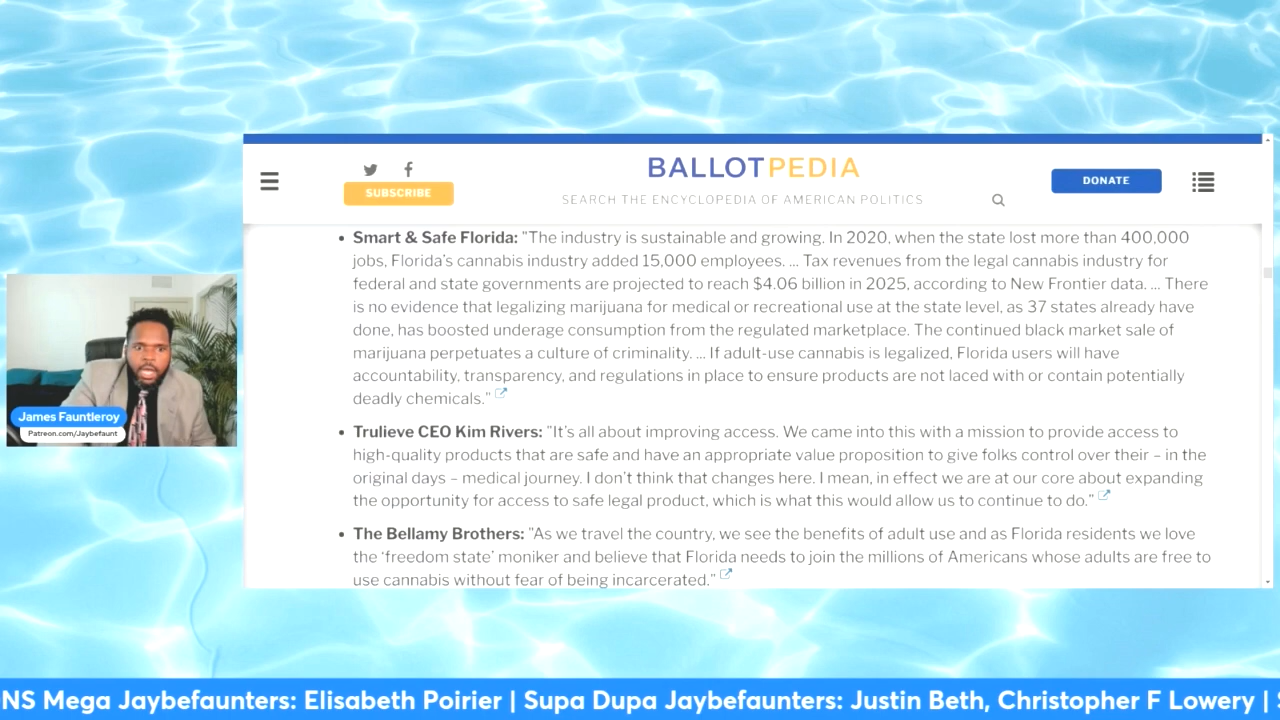 BALLOTPEDIA
SUBSCRIBE
DONATE
SEARCH THE ENCYCLOPEDIA OF AMERICAN POLITICS
• Smart & Safe Florida: "The industry is sustainable and growing. In 2020, when the state lost more than 400,000
jobs, Florida's cannabis industry added 15,000 employees. ... Tax revenues from the legal cannabis industry for
federal and state governments are projected to reach $4.06 billion in 2025, according to New Frontier data. ... There
is no evidence that legalizing marijuana for medical or recreational use at the state level, as 37 states already have
done, has boosted underage consumption from the regulated marketplace. The continued black market sale of
marijuana perpetuates a culture of criminality. ... If adult-use cannabis is legalized, Florida users will have
accountability, transparency, and regulations in place to ensure products are not laced with or contain potentially
deadly chemicals."
• Trulieve CEO Kim Rivers: "It's all about improving access. We came into this with a mission to provide access to
high-quality products that are safe and have an appropriate value proposition to give folks control over their – in the
original days – medical journey. I don't think that changes here. I mean, in effect we are at our core about expanding
the opportunity for access to safe legal product, which is what this would allow us to continue to do."
• The Bellamy Brothers: "As we travel the country, we see the benefits of adult use and as Florida residents we love
the 'freedom state' moniker and believe that Florida needs to join the millions of Americans whose adults are free to
use cannabis without fear of being incarcerated."
James Fauntleroy
Patreon.com/Jaybefaunt
NS Mega Jaybefaunters: Elisabeth Poirier | Supa Dupa Jaybefaunters: Justin Beth, Christopher F Lowery |